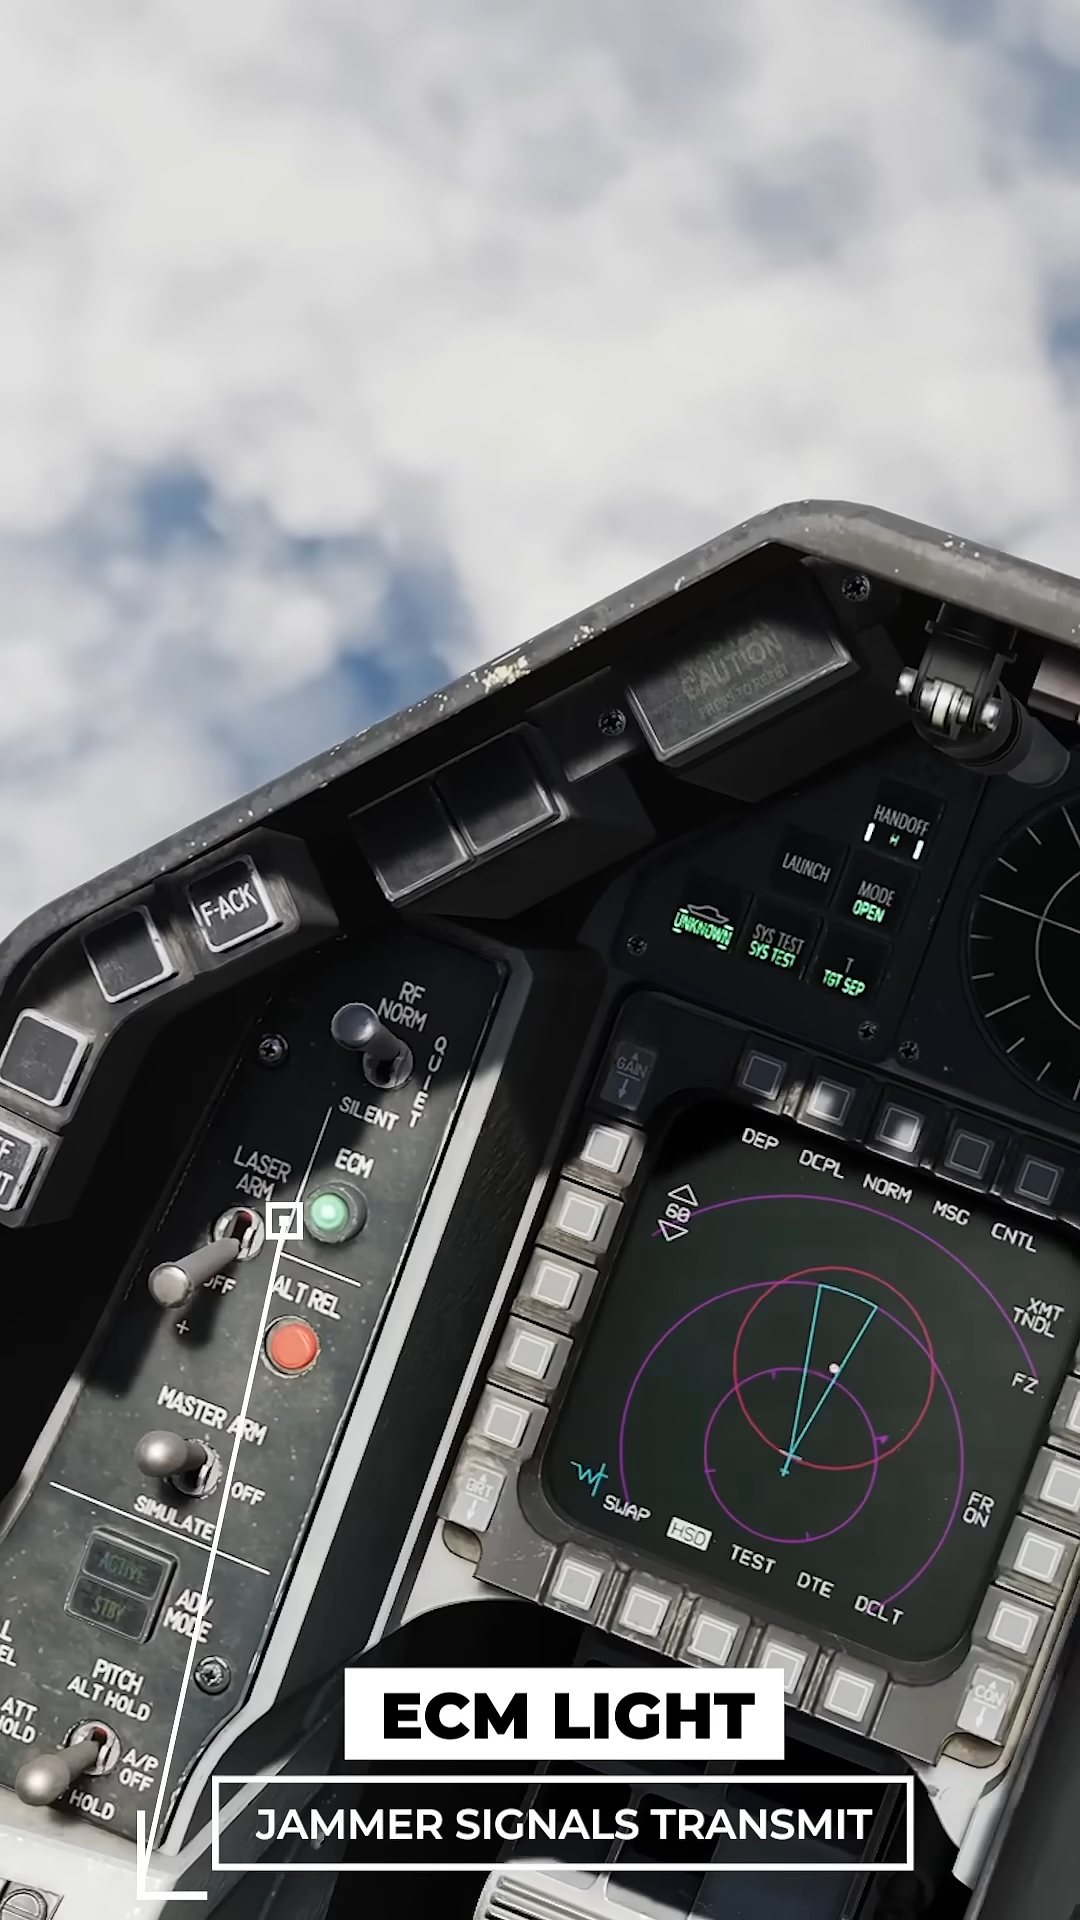 CAUTION
PRESS TO RESET
HANDOFF
H
LAUNCH
MODE
OPEN
UNKNOWN
SYS TEST
SYS TEST
T
TGT SEP
F-ACK
RF
NORM
QUIET
SILENT
GAIN
LASER
ARM
ECM
OFF
ALT REL
MASTER ARM
OFF
SIMULATE
ACTIVE
STBY
ADV
MODE
PITCH
ALT HOLD
ATT
HOLD
A/P
OFF
HOLD
DEP DCPL NORM MSG CNTL
60
XMT
TNDL
FZ
FR
ON
BRT
SWAP HSD TEST DTE DCLT
CON
ECM LIGHT
JAMMER SIGNALS TRANSMIT